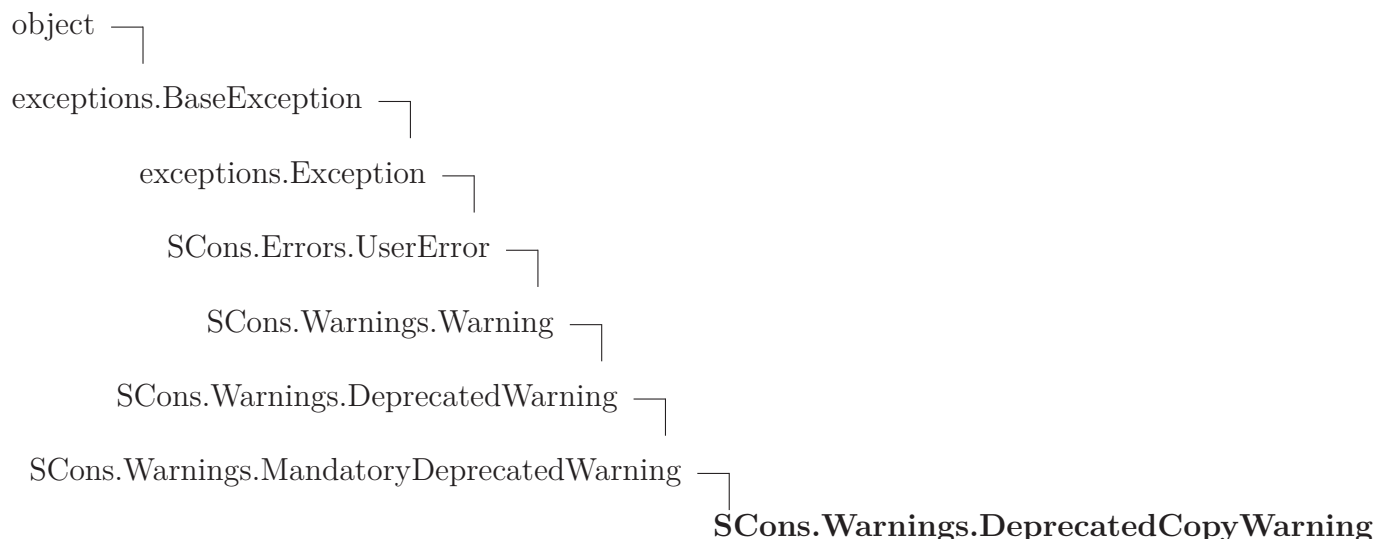 object
exceptions.BaseException
exceptions.Exception
SCons.Errors.UserError
SCons.Warnings.Warning
SCons.Warnings.DeprecatedWarning
SCons.Warnings.MandatoryDeprecatedWarning
SCons.Warnings.DeprecatedCopyWarning